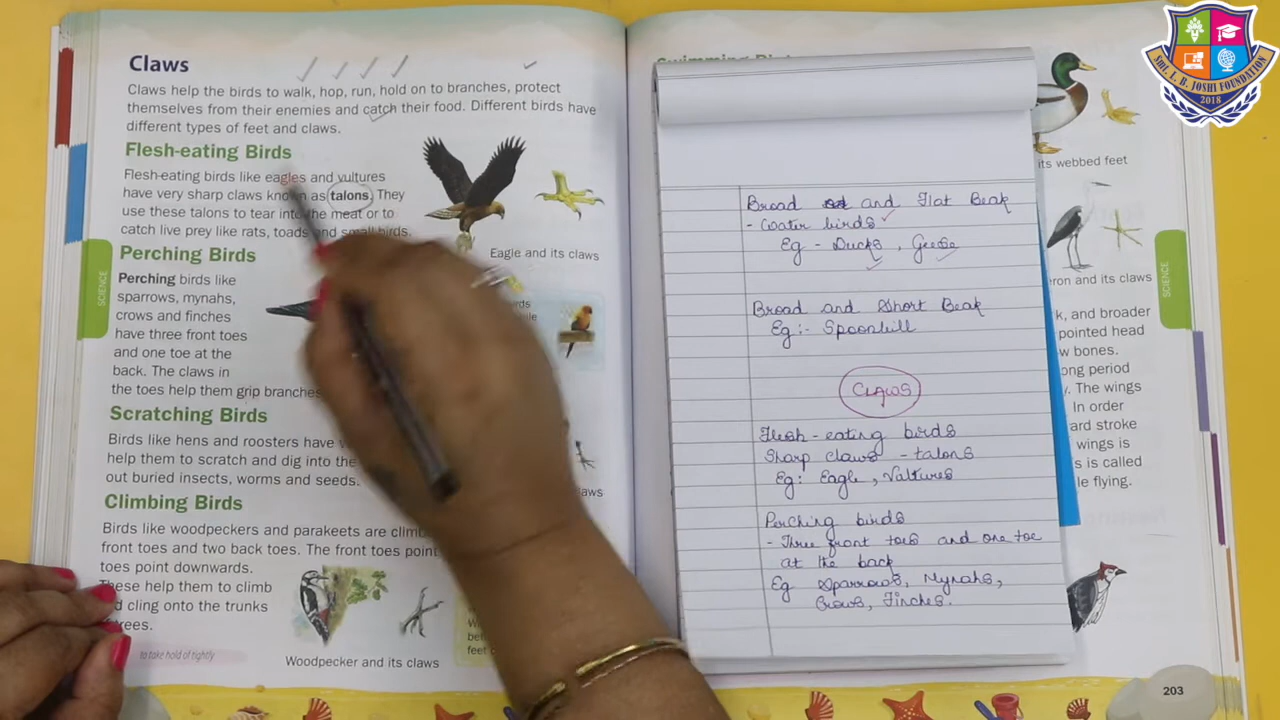 Claws
Claws help the birds to walk, hop, run, hold on to branches, protect
themselves from their enemies and catch their food. Different birds have
different types of feet and claws.
Flesh-eating Birds
Flesh-eating birds like eagles and vultures
have very sharp claws known as talons. They
use these talons to tear into the meat or to
catch live prey like rats, toads and small birds.
Eagle and its claws
Perching Birds
Perching birds like
sparrows, mynahs,
crows and finches
have three front toes
and one toe at the
back. The claws in
the toes help them grip branches
Scratching Birds
Birds like hens and roosters have
help them to scratch and dig into the
out buried insects, worms and seeds.
Climbing Birds
Birds like woodpeckers and parakeets are
front toes and two back toes. The front toes point
toes point downwards.
These help them to climb
cling onto the trunks
Woodpecker and its claws
to take hold of tightly
SCIENCE
Broad and Flat Beak
- Water birds
Eg - Ducks, Geese
Broad and Short Beak
Eg:- Spoonbill
Claws
Flesh-eating birds
Sharp claws - talons
Eg: Eagle, Valtures
Perching birds
- Three front toes and one toe
at the back
Eg Sparrows, Mynahs,
Crows, Finches.
its webbed feet
and its claws
, and broader
pointed head
bones.
period
The wings
In order
stroke
wings is
is called
flying.
SCIENCE
203
SHI. L. B. JOSHI FOUNDATION
2018